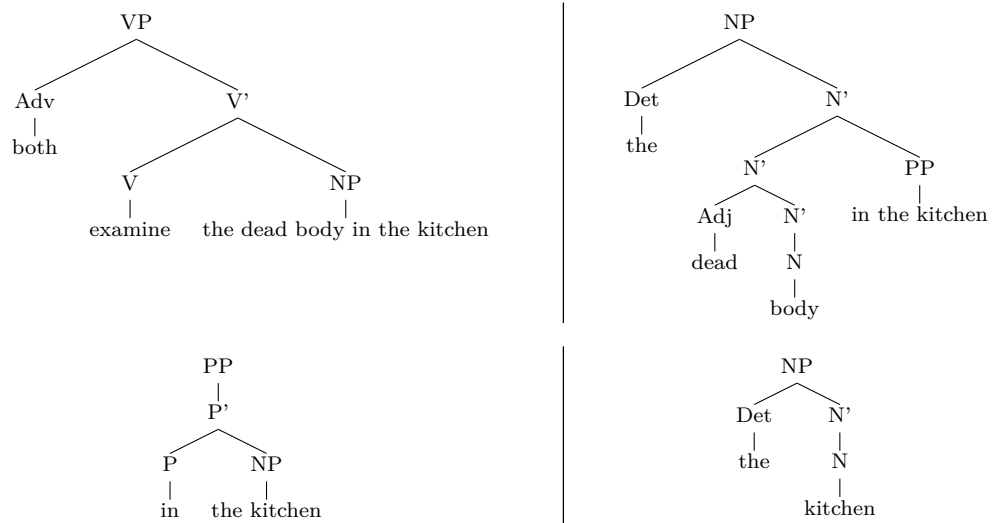 VP
Adv V'
both
V NP
examine the dead body in the kitchen
NP
Det N'
the
N' PP
Adj N' in the kitchen
dead N
body
PP
P'
P NP
in the kitchen
NP
Det N'
the N
kitchen